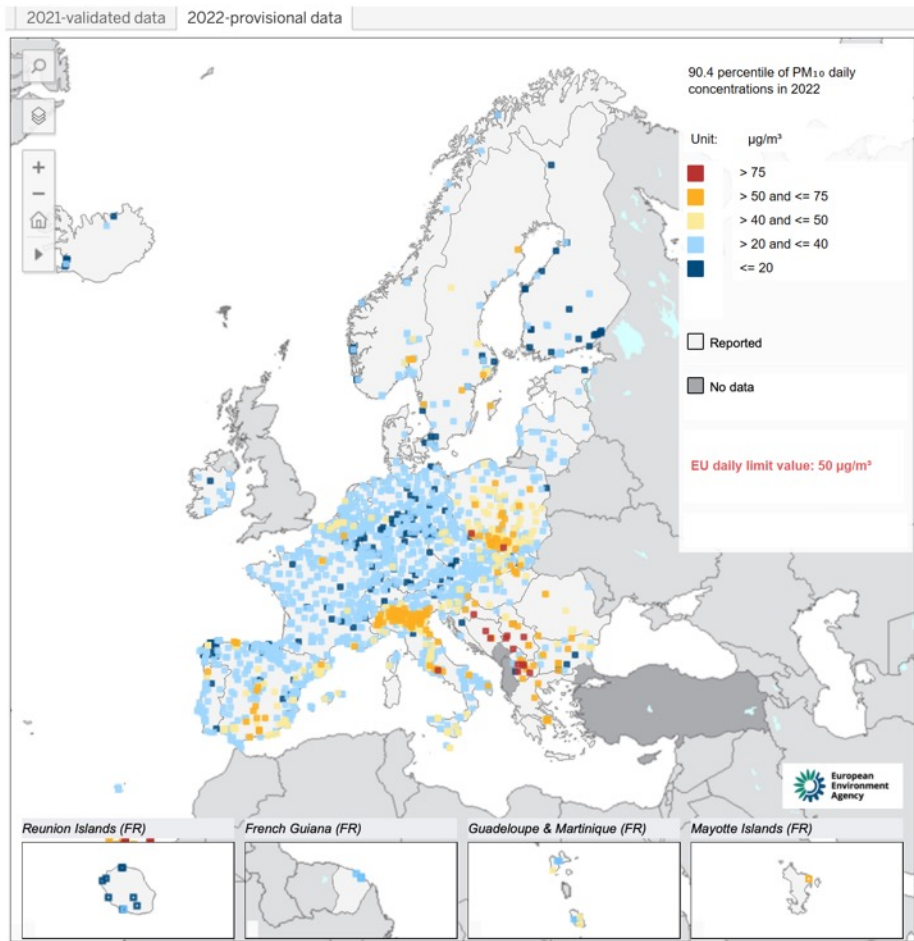 2021-validated data
2022-provisional data
90.4 percentile of PM₁₀ daily
concentrations in 2022
Unit: µg/m³
> 75
> 50 and <= 75
> 40 and <= 50
> 20 and <= 40
<= 20
Reported
No data
EU daily limit value: 50 µg/m³
European
Environment
Agency
Reunion Islands (FR)
French Guiana (FR)
Guadeloupe & Martinique (FR)
Mayotte Islands (FR)